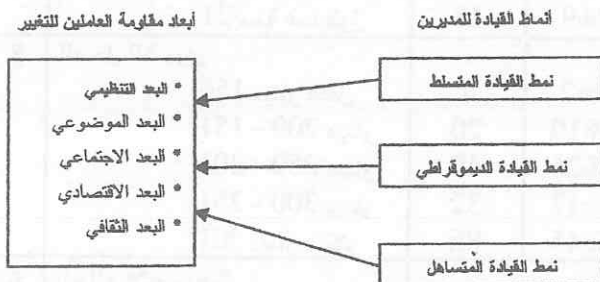 أنماط القيادة للمديرين
أبعاد مقاومة العاملين للتغيير
نمط القيادة المتسلط
نمط القيادة الديموقراطي
نمط القيادة المتساهل
* البعد التنظيمي
* البعد الموضوعي
* البعد الاجتماعي
* البعد الاقتصادي
* البعد الثقافي